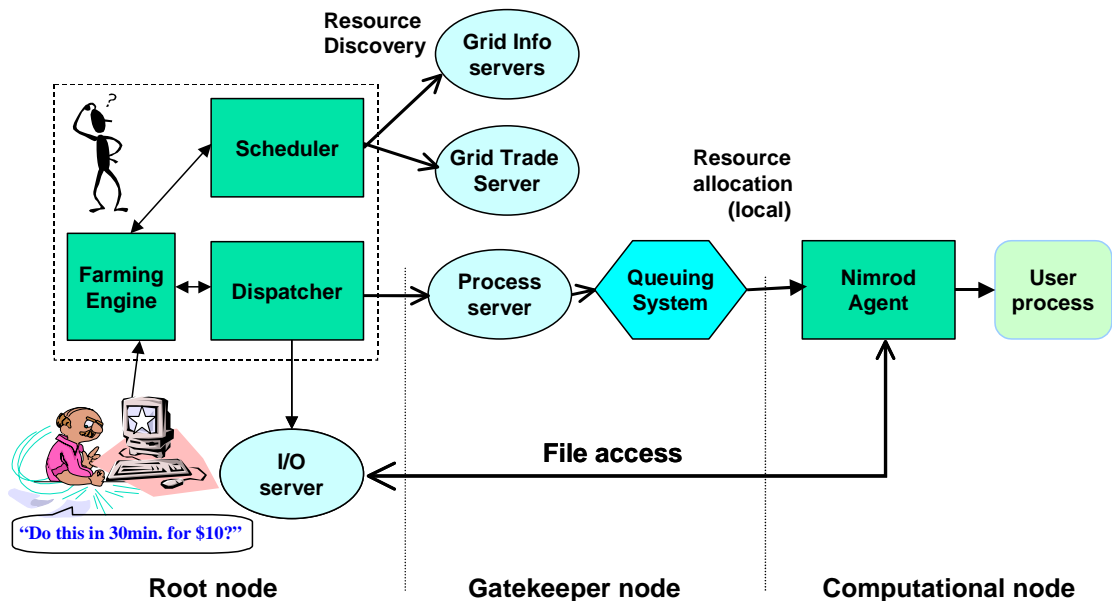 Resource
Discovery
Grid Info
servers
?
Scheduler
Grid Trade
Server
Resource
allocation
(local)
Farming
Engine
Dispatcher
Process
server
Queuing
System
Nimrod
Agent
User
process
I/O
server
File access
“Do this in 30min. for $10?”
Root node
Gatekeeper node
Computational node